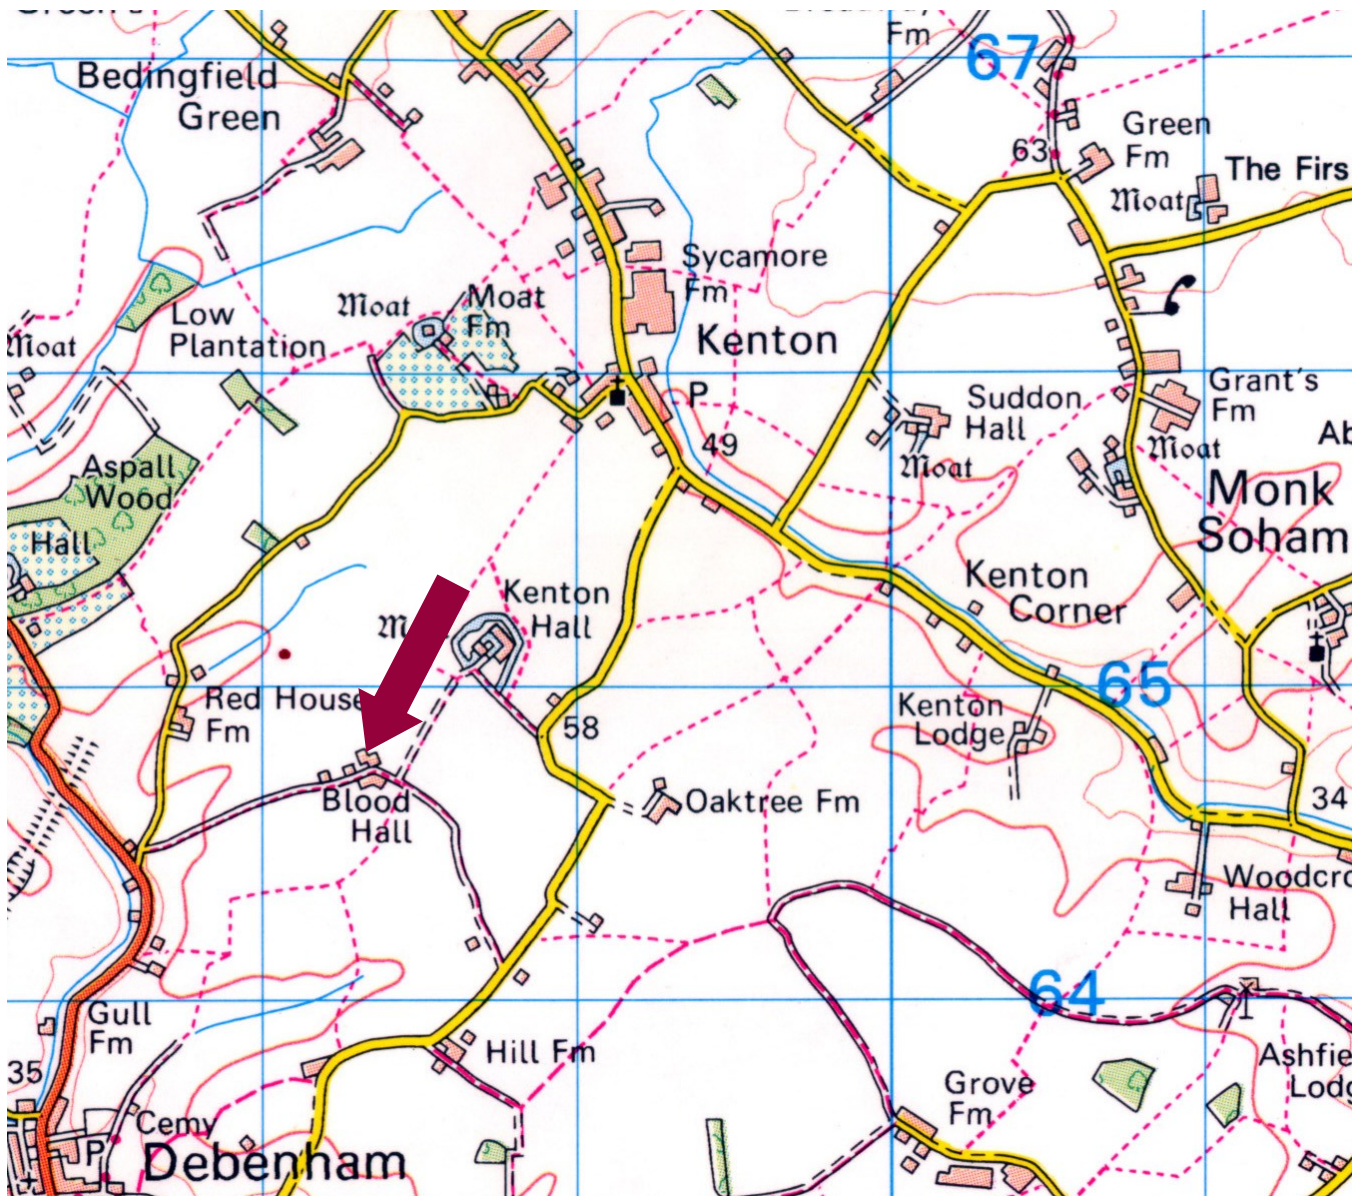 Fm
67
Bedingfield
Green
63
Green
Fm
The Firs
Moat
Sycamore
Fm
Moat
Moat
Fm
Low
Plantation
Moat
Kenton
P
Grant's
Fm
Suddon
Hall
Moat
Moat
49
Aspall
Wood
Hall
Monk
Soham
Kenton
Corner
Kenton
Hall
65
Red House
Fm
58
Kenton
Lodge
Blood
Hall
Oaktree Fm
34
Hall
64
Gull
Fm
Hill Fm
35
Grove
Fm
Cemy
P
Debenham